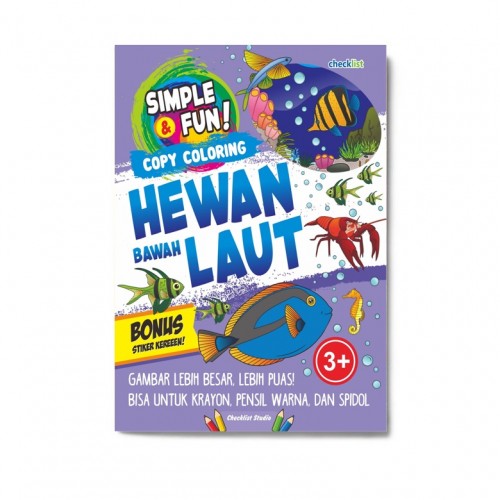 checklist
SIMPLE
& FUN!
COPY COLORING
HEWAN
BAWAH LAUT
BONUS
STIKER KEREEEN!
3+
GAMBAR LEBIH BESAR, LEBIH PUAS!
BISA UNTUK KRAYON, PENSIL WARNA, DAN SPIDOL
Checklist Studio